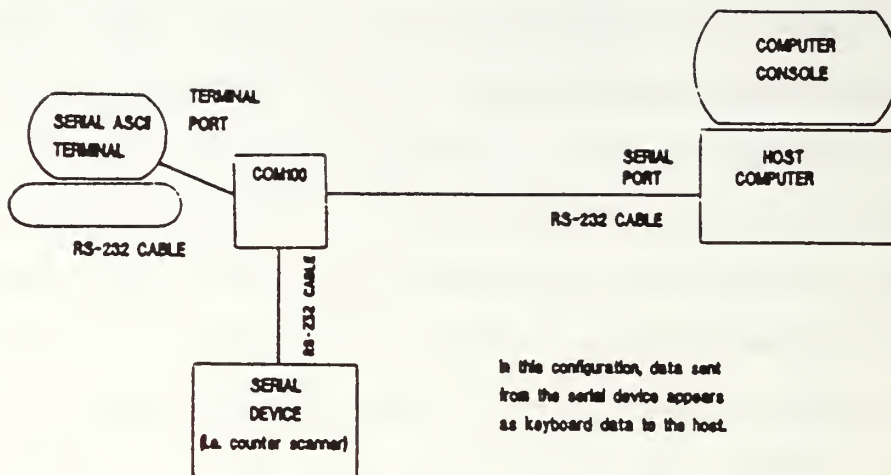 COMPUTER
CONSOLE
TERMINAL
PORT
SERIAL ASCII
TERMINAL
COM100
SERIAL
PORT
HOST
COMPUTER
RS-232 CABLE
RS-232 CABLE
RS-232 CABLE
SERIAL
DEVICE
(i.e. counter scanner)
In this configuration, data sent
from the serial device appears
as keyboard data to the host.